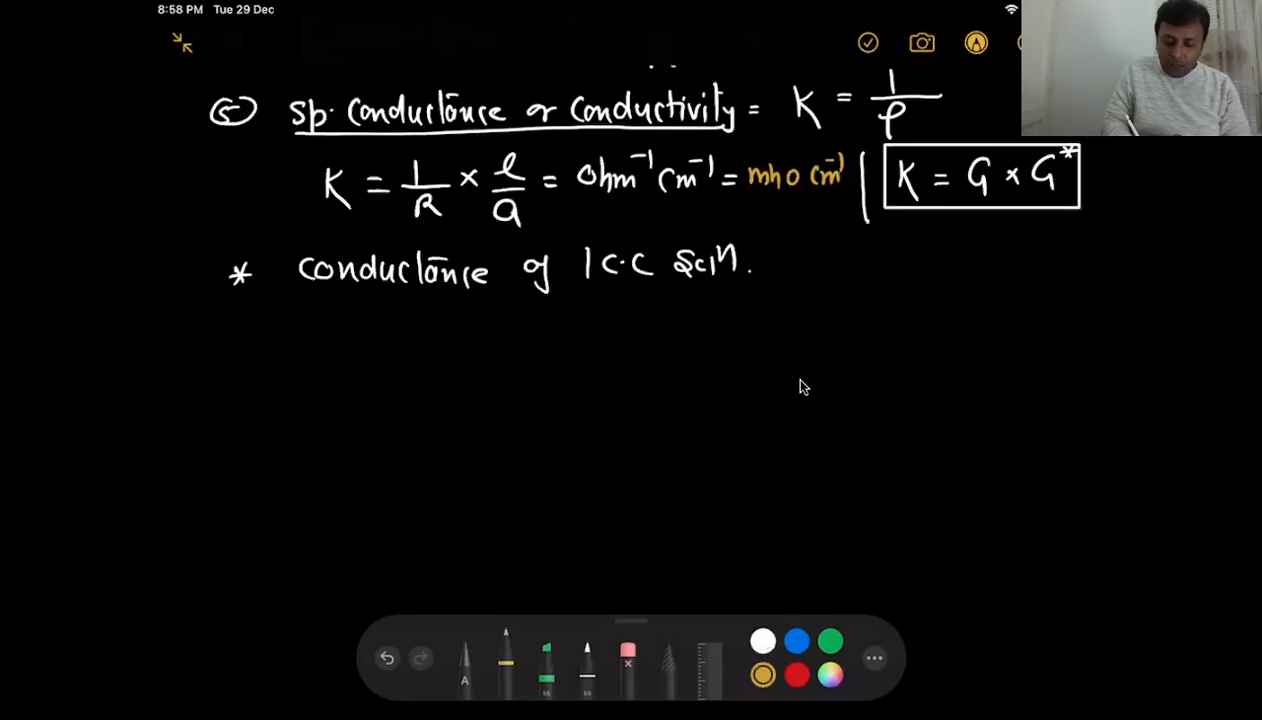 8:58 PM Tue 29 Dec
⑤ Sp. Conductance or Conductivity = K = 1/ρ
K = 1/R × l/a = Ohm⁻¹ cm⁻¹ = mho cm⁻¹ | K = G × G*
* Conductance of 1 C.C Solⁿ.
A